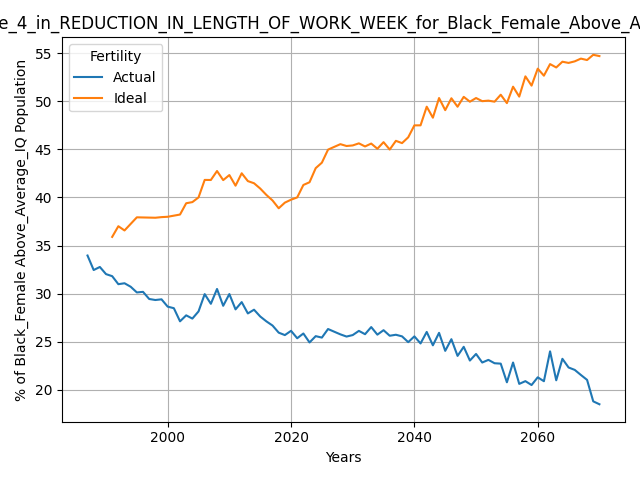 e_4_in_REDUCTION_IN_LENGTH_OF_WORK_WEEK_for_Black_Female_Above_A
Fertility
Actual
Ideal
% of Black_Female Above_Average_IQ Population
55
50
45
40
35
30
25
20
2000
2020
2040
2060
Years